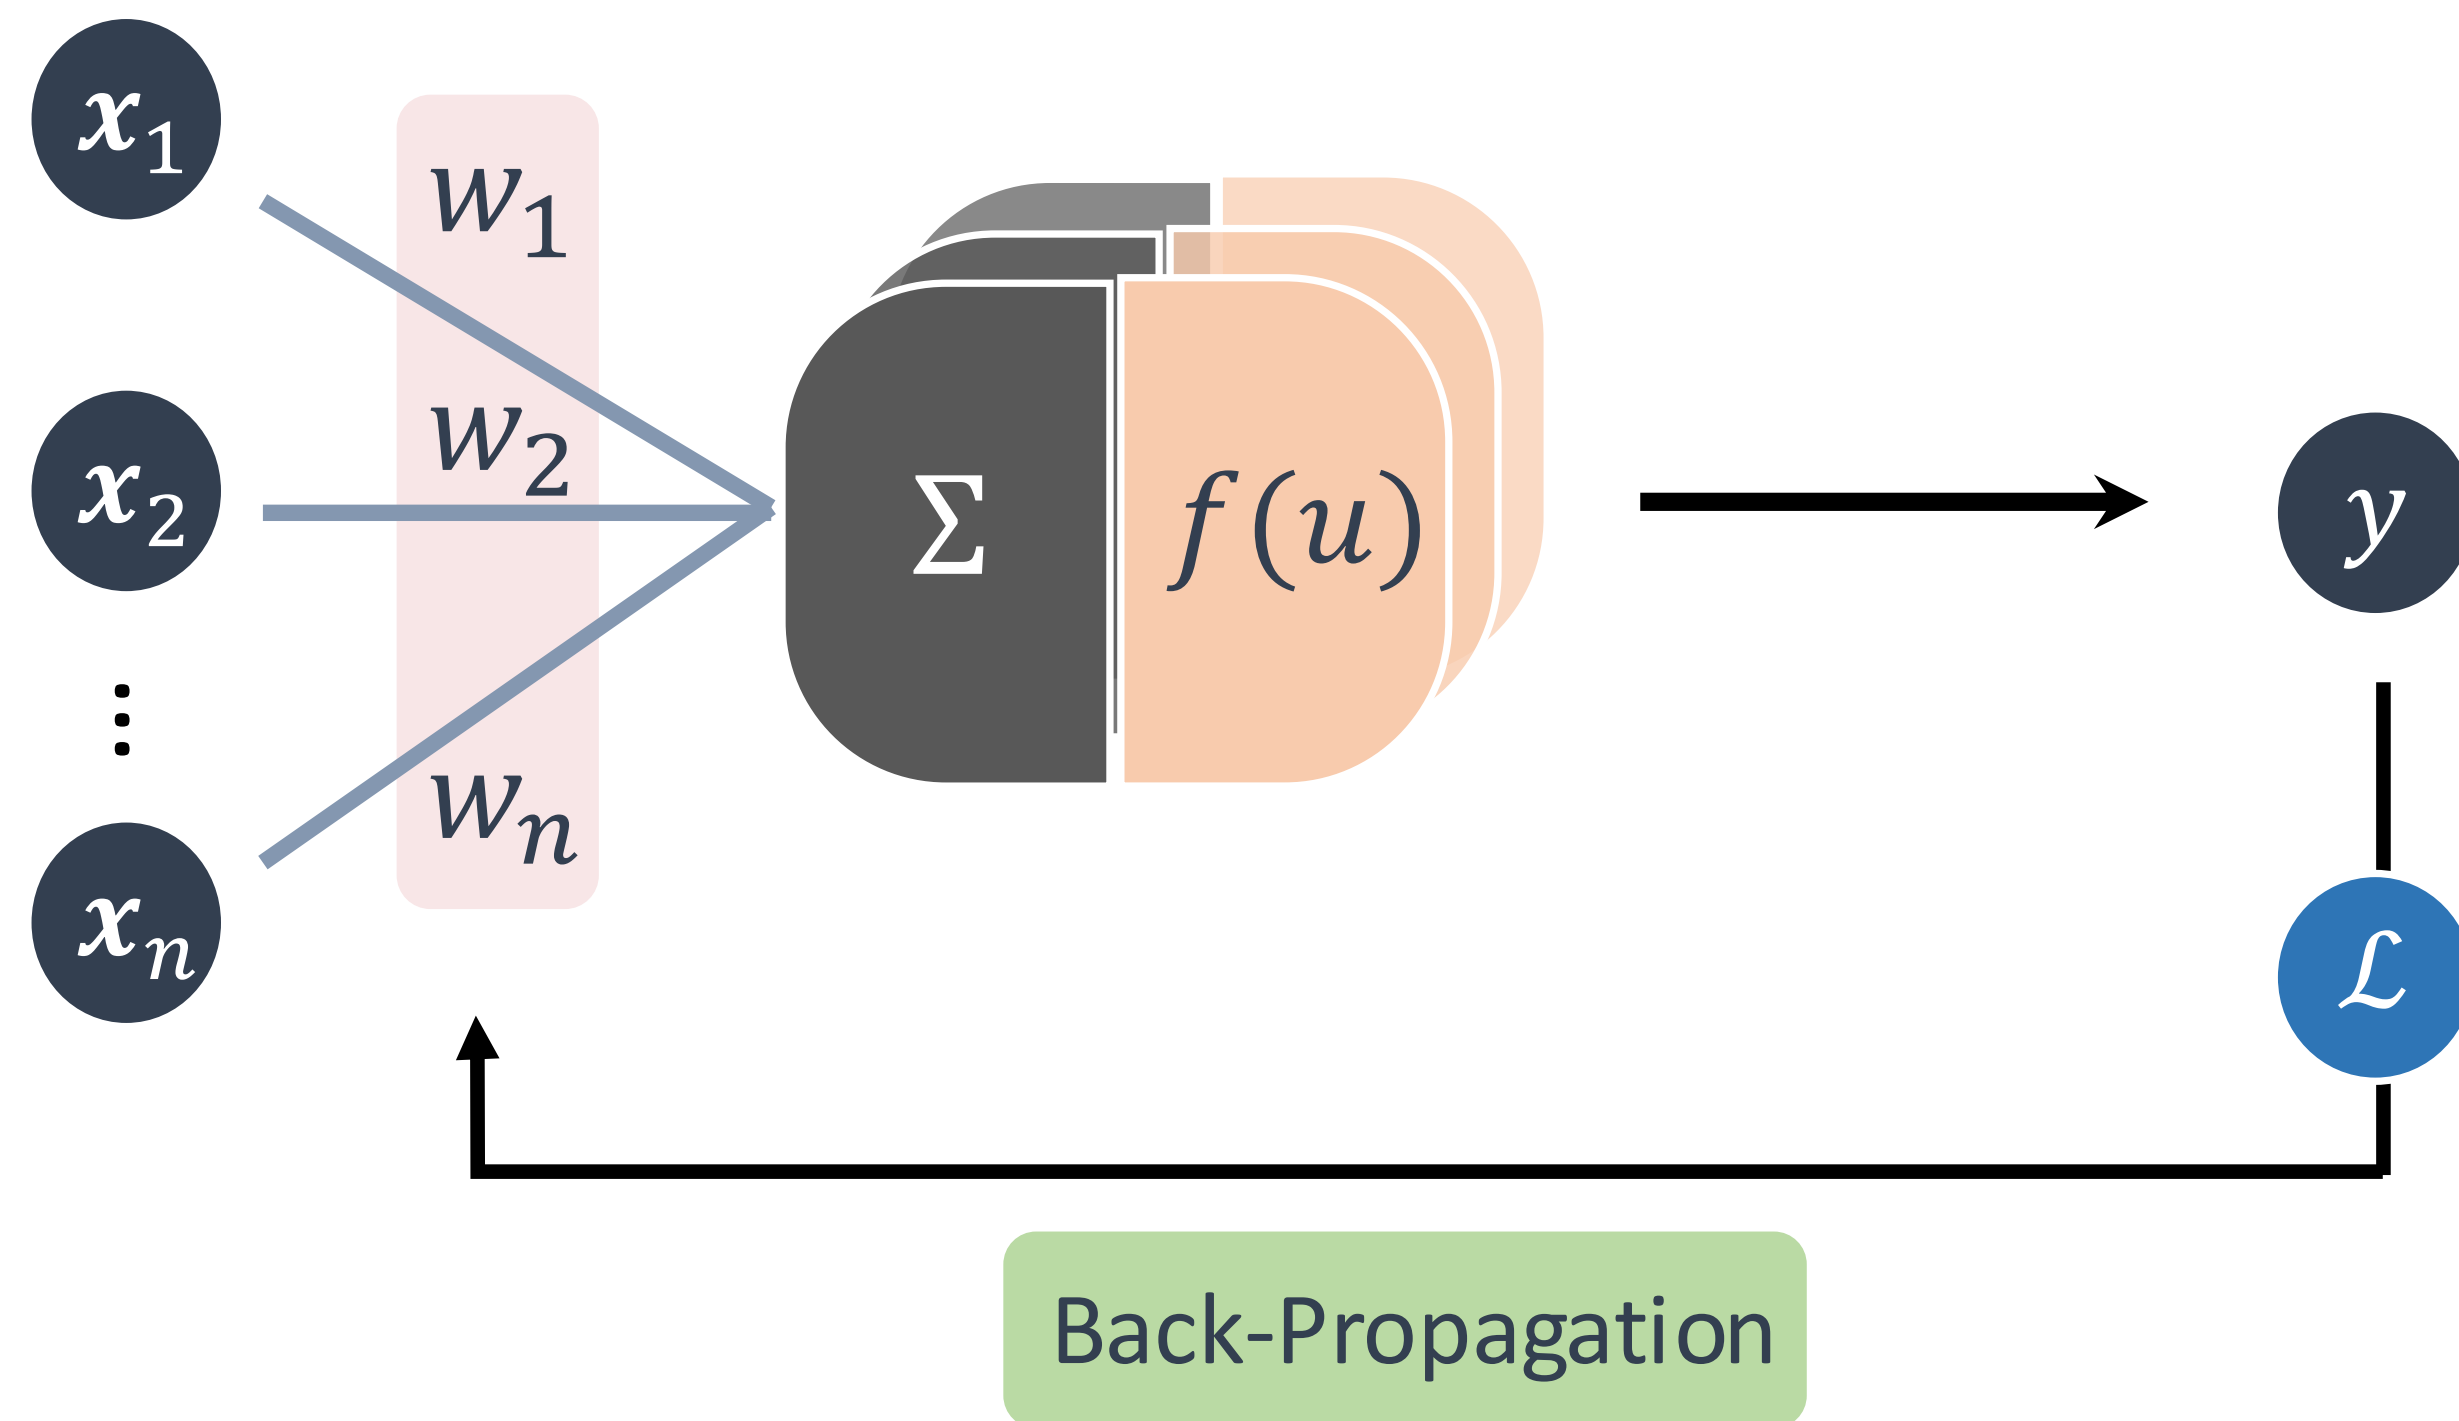 x₁
w₁
x₂
w₂
Σ
f(u)
y
⋮
xₙ
wₙ
ℒ
Back-Propagation